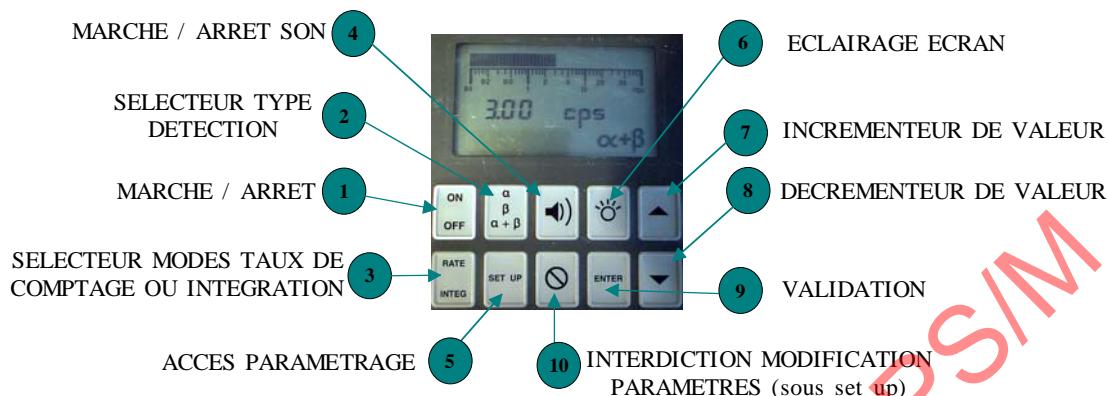 MARCHE / ARRET SON
4
6
ECLAIRAGE ECRAN
3.00 cps
α+β
SELECTEUR TYPE
DETECTION
2
7
INCREMENTEUR DE VALEUR
MARCHE / ARRET
1
8
DECREMENTEUR DE VALEUR
ON
OFF
α
β
α + β
SELECTEUR MODES TAUX DE
COMPTAGE OU INTEGRATION
3
RATE
INTEG
SET UP
ENTER
9
VALIDATION
ACCES PARAMETRAGE
5
10
INTERDICTION MODIFICATION
PARAMETRES (sous set up)
PS/M